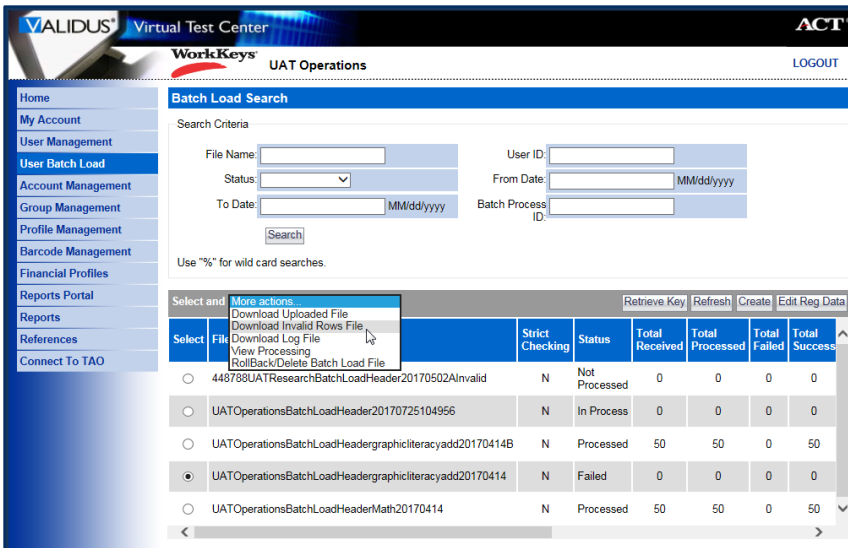 VALIDUS® Virtual Test Center
ACT®
WorkKeys®
UAT Operations
LOGOUT
Home
My Account
User Management
User Batch Load
Account Management
Group Management
Profile Management
Barcode Management
Financial Profiles
Reports Portal
Reports
References
Connect To TAO
Batch Load Search
Search Criteria
File Name: User ID:
Status: From Date: MM/dd/yyyy
To Date: MM/dd/yyyy Batch Process ID:
Search
Use "%" for wild card searches.
Select and More actions... Retrieve Key Refresh Create Edit Reg Data
Download Uploaded File
Download Invalid Rows File
Download Log File
View Processing
RollBack/Delete Batch Load File
Select File Strict Checking Status Total Received Total Processed Total Failed Total Success
448788UATResearchBatchLoadHeader20170502AInvalid N Not Processed 0 0 0 0
UATOperationsBatchLoadHeader20170725104956 N In Process 0 0 0 0
UATOperationsBatchLoadHeadergraphicliteracyadd20170414B N Processed 50 50 0 50
UATOperationsBatchLoadHeadergraphicliteracyadd20170414 N Failed 0 0 0 0
UATOperationsBatchLoadHeaderMath20170414 N Processed 50 50 0 50